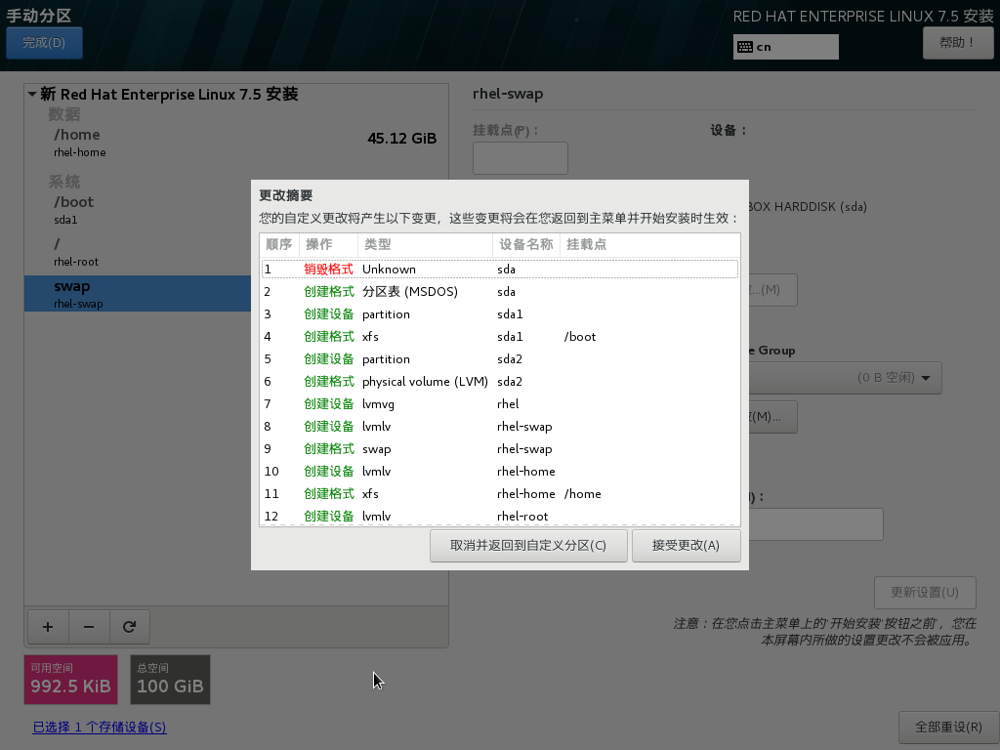 手动分区
RED HAT ENTERPRISE LINUX 7.5 安装
完成(D)
cn
帮助！
新 Red Hat Enterprise Linux 7.5 安装
数据
/home
45.12 GiB
rhel-home
系统
/boot
sda1
/
rhel-root
swap
rhel-swap
rhel-swap
挂载点(P)：
设备：
BOX HARDDISK (sda)
...(M)
e Group
(0 B 空闲)
(M)...
更新设置(U)
注意：在您点击主菜单上的'开始安装'按钮之前'，您在
本屏幕内所做的设置更改不会被应用。
更改摘要
您的自定义更改将产生以下变更，这些变更将会在您返回到主菜单并开始安装时生效：
顺序 操作 类型 设备名称 挂载点
1 销毁格式 Unknown sda
2 创建格式 分区表 (MSDOS) sda
3 创建设备 partition sda1
4 创建格式 xfs sda1 /boot
5 创建设备 partition sda2
6 创建格式 physical volume (LVM) sda2
7 创建设备 lvmvg rhel
8 创建设备 lvmlv rhel-swap
9 创建格式 swap rhel-swap
10 创建设备 lvmlv rhel-home
11 创建格式 xfs rhel-home /home
12 创建设备 lvmlv rhel-root
取消并返回到自定义分区(C)
接受更改(A)
+ −
可用空间
992.5 KiB
总空间
100 GiB
已选择 1 个存储设备(S)
全部重设(R)